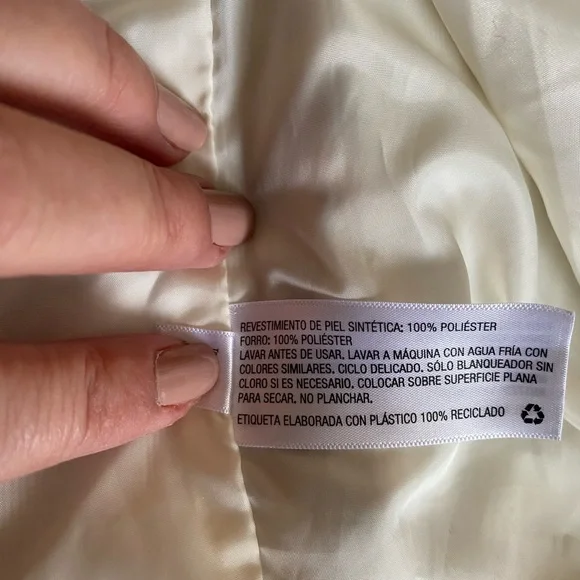 REVESTIMIENTO DE PIEL SINTÉTICA: 100% POLIÉSTER
FORRO: 100% POLIÉSTER
LAVAR ANTES DE USAR. LAVAR A MÁQUINA CON AGUA FRÍA CON
COLORES SIMILARES. CICLO DELICADO. SÓLO BLANQUEADOR SIN
CLORO SI ES NECESARIO. COLOCAR SOBRE SUPERFICIE PLANA
PARA SECAR. NO PLANCHAR.
ETIQUETA ELABORADA CON PLÁSTICO 100% RECICLADO